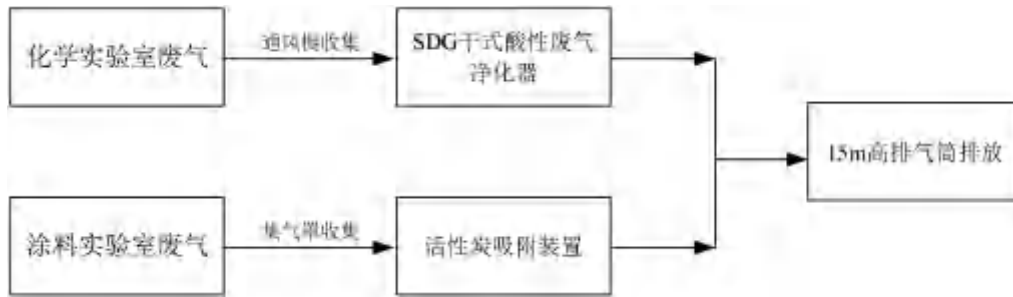 化学实验室废气
通风橱收集
SDG干式酸性废气
净化器
15m高排气筒排放
涂料实验室废气
集气罩收集
活性炭吸附装置